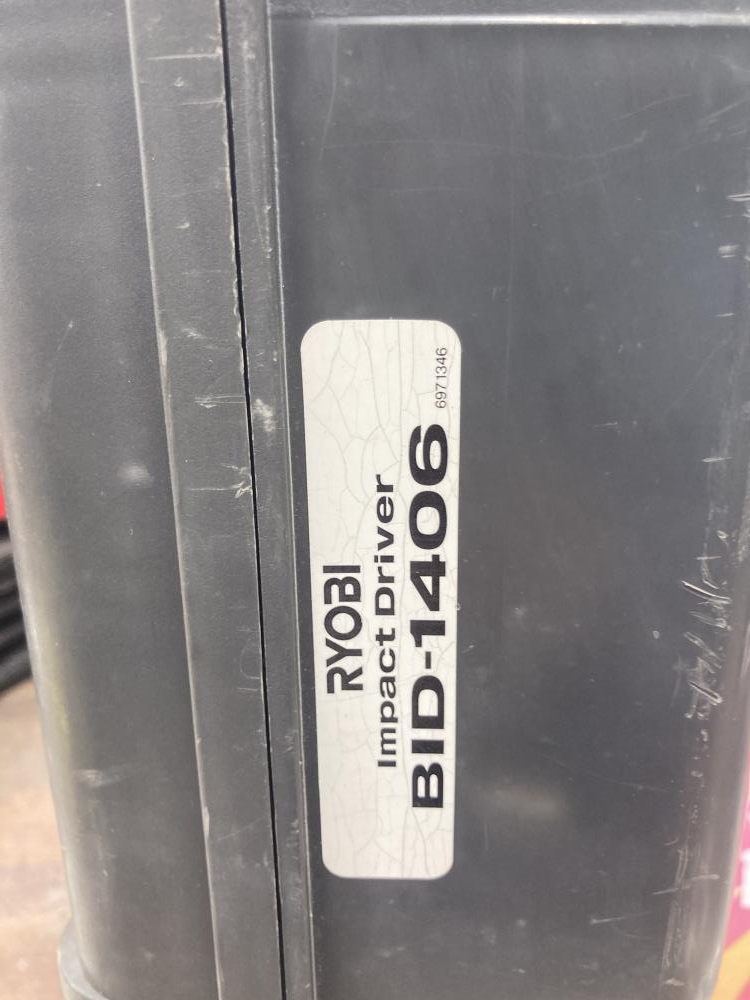 RYOBI
Impact Driver
BID-1406
6971346